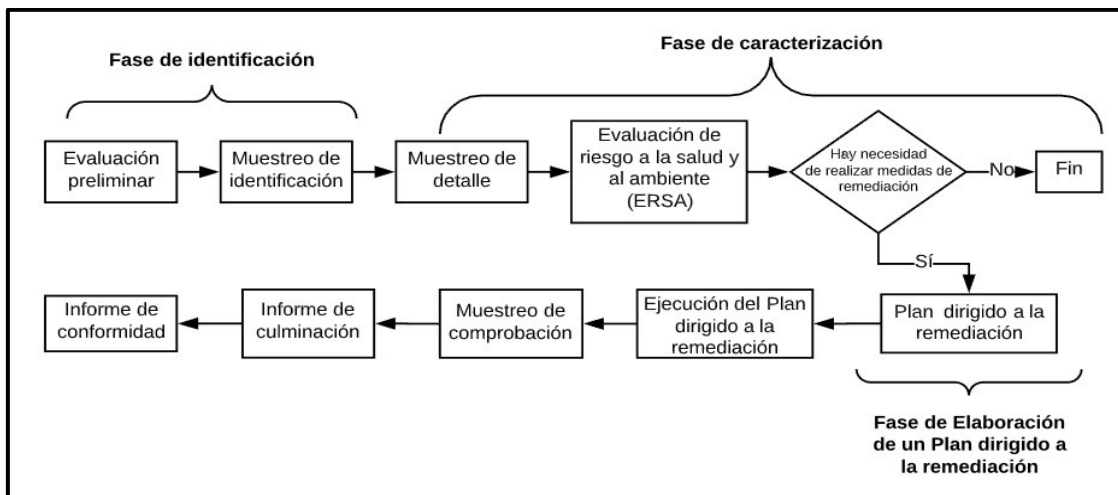 Fase de identificación
Fase de caracterización
Evaluación
preliminar
Muestreo de
identificación
Muestreo de
detalle
Evaluación de
riesgo a la salud y
al ambiente
(ERSA)
Hay necesidad
de realizar medidas de
remediación
No
Fin
Sí
Informe de
conformidad
Informe de
culminación
Muestreo de
comprobación
Ejecución del Plan
dirigido a la
remediación
Plan dirigido a la
remediación
Fase de Elaboración
de un Plan dirigido a
la remediación